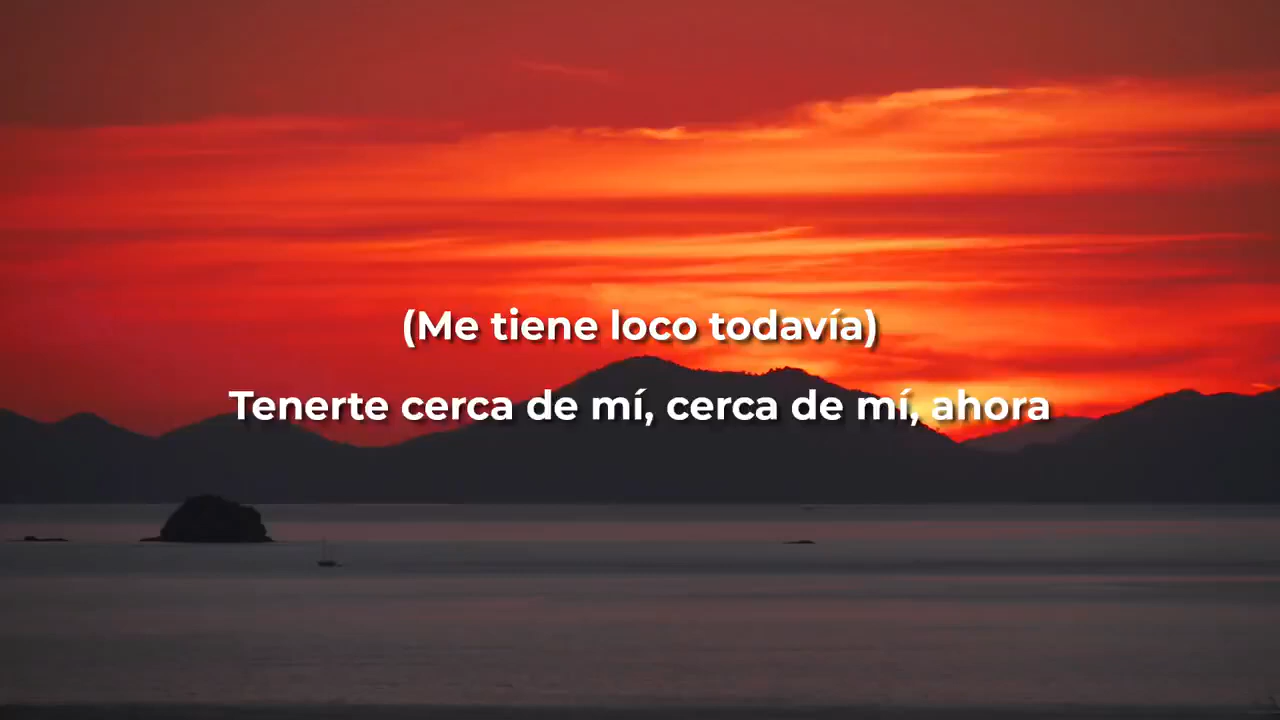 (Me tiene loco todavía)
Tenerte cerca de mí, cerca de mí, ahora